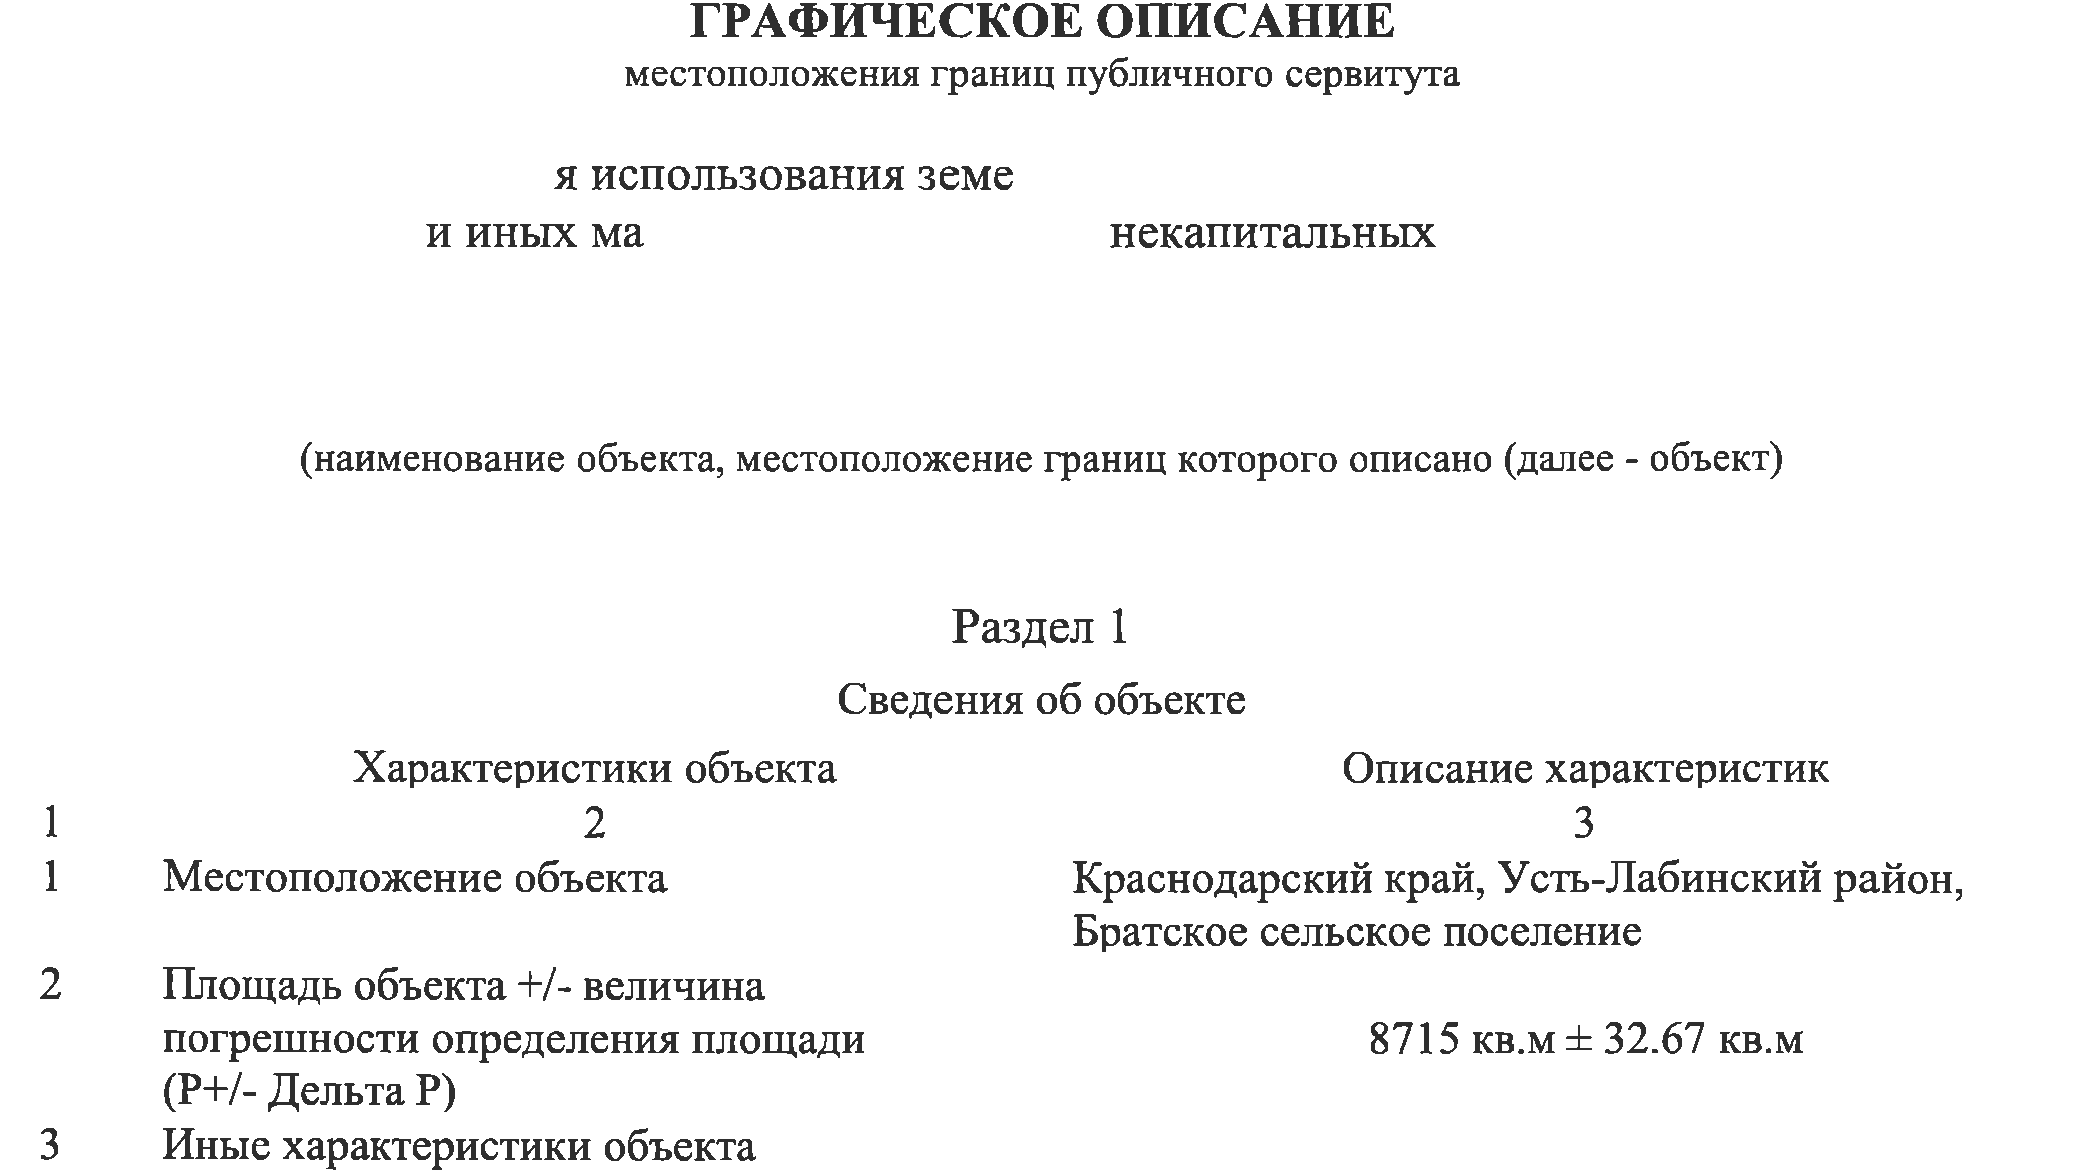 ГРАФИЧЕСКОЕ ОПИСАНИЕ
местоположения границ публичного сервитута
я использования земе
и иных ма некапитальных
(наименование объекта, местоположение границ которого описано (далее - объект)
Раздел 1
Сведения об объекте
Характеристики объекта Описание характеристик
1 2 3
1 Местоположение объекта Краснодарский край, Усть-Лабинский район,
Братское сельское поселение
2 Площадь объекта +/- величина
погрешности определения площади 8715 кв.м ± 32.67 кв.м
(Р+/- Дельта Р)
3 Иные характеристики объекта